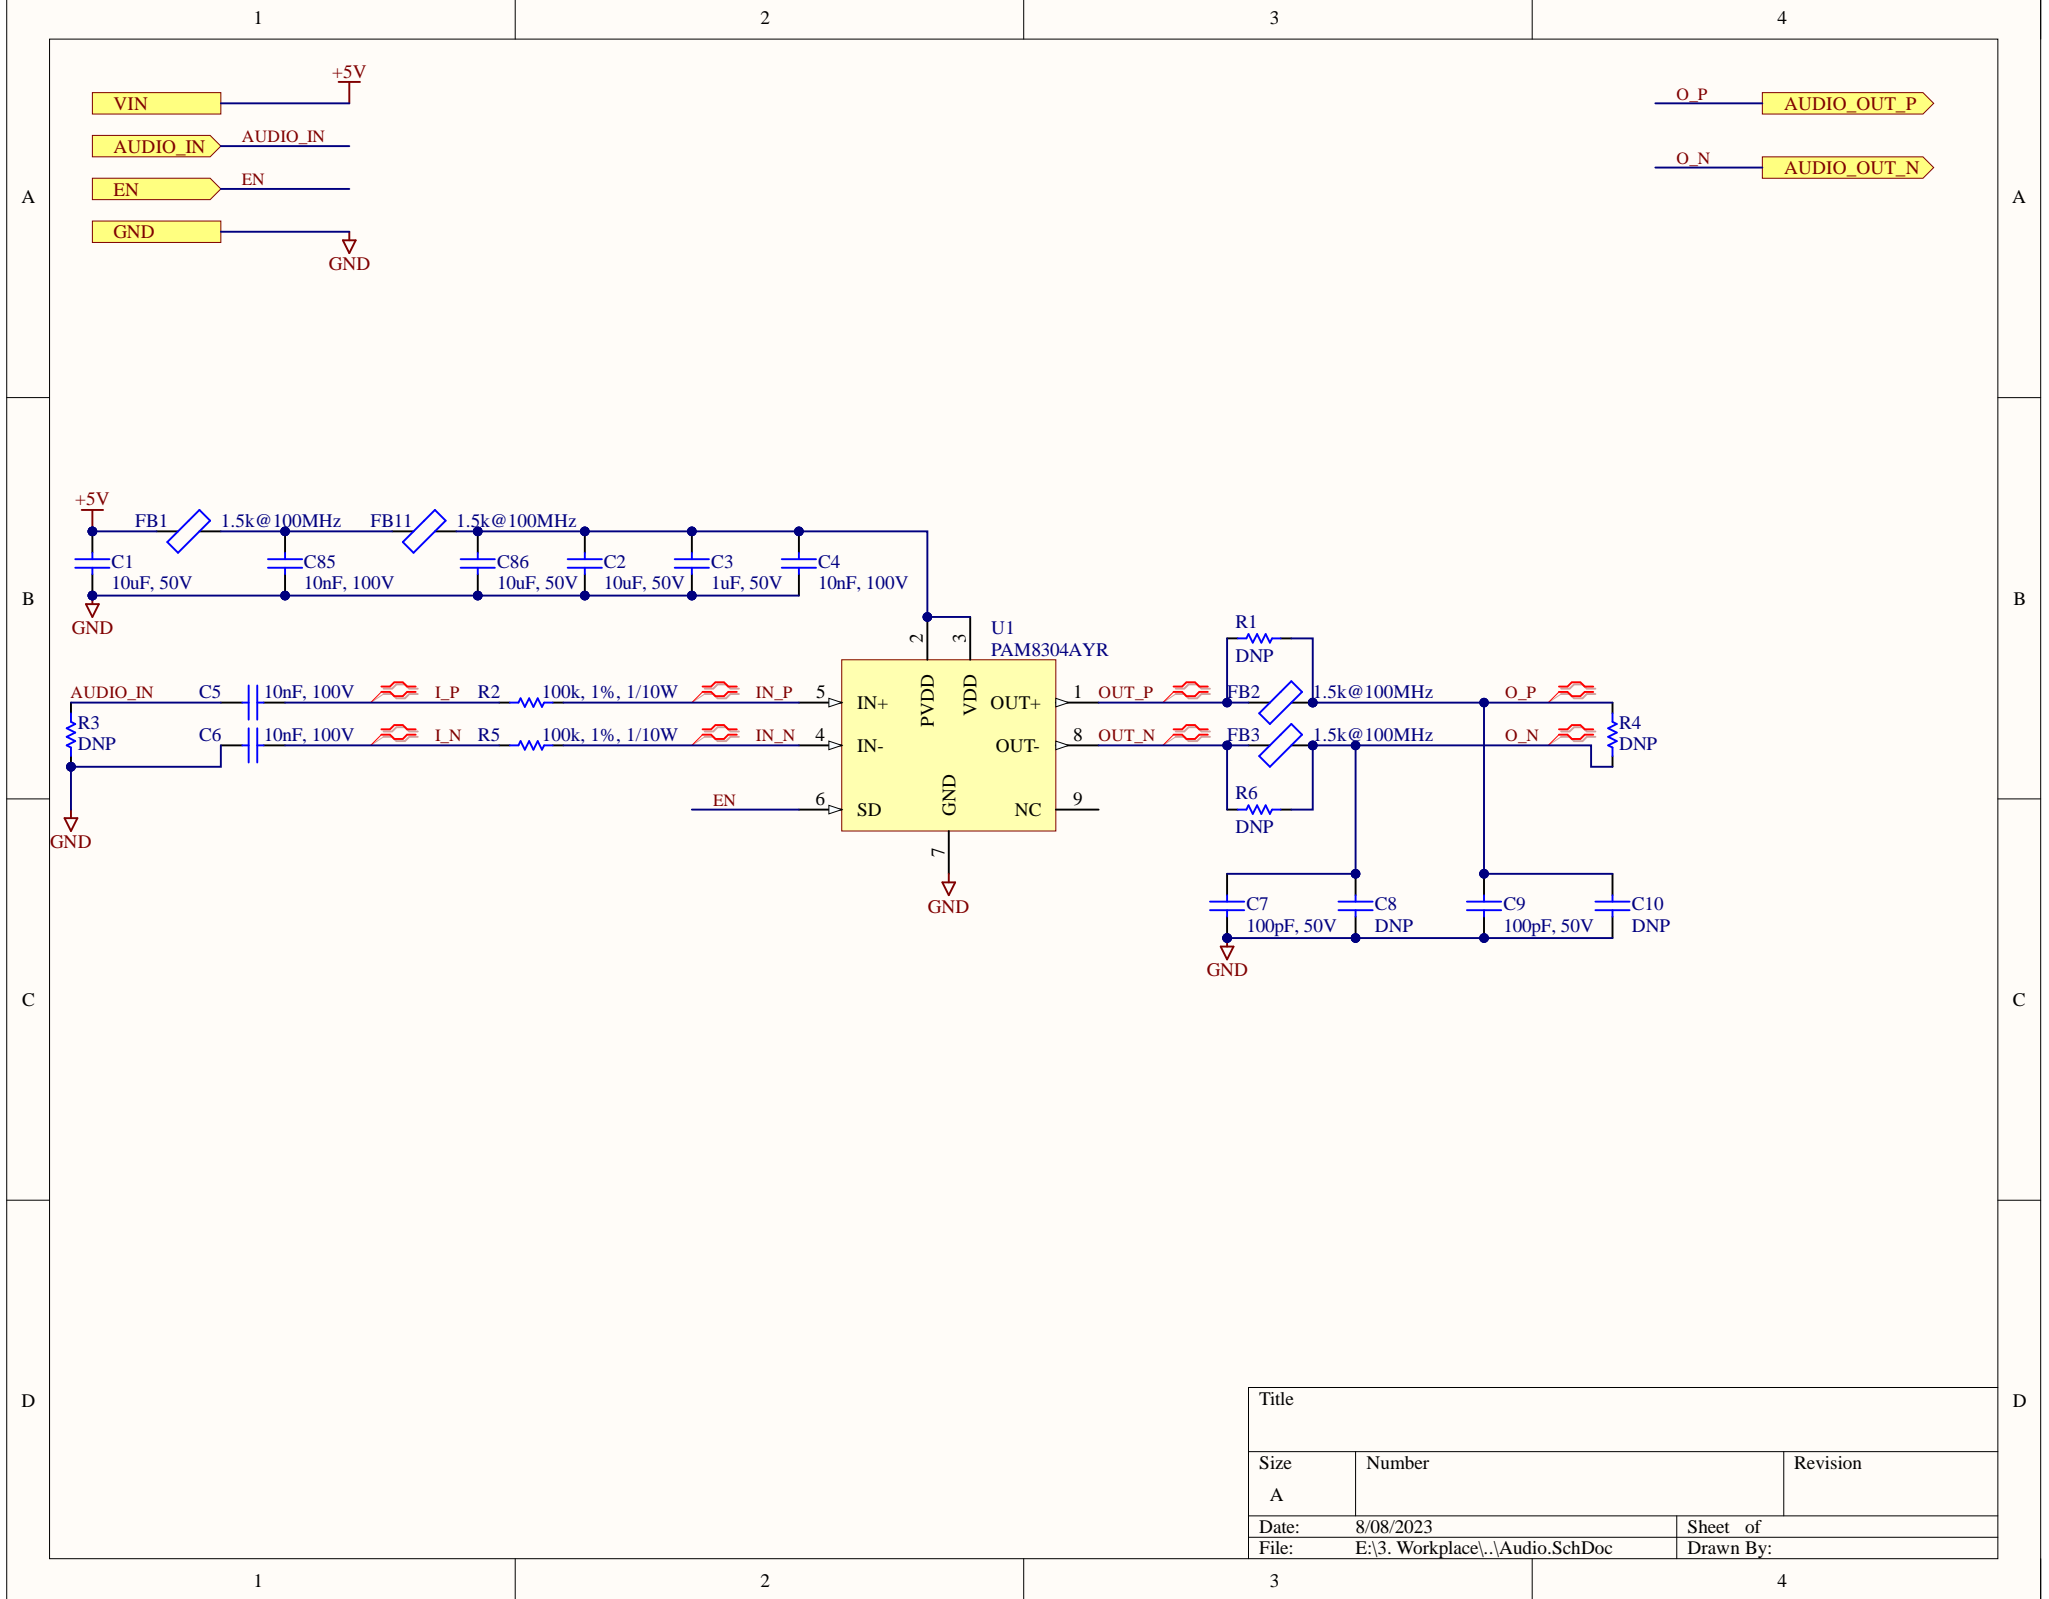 1 2 3 4
+5V
VIN
O_P AUDIO_OUT_P
AUDIO_IN AUDIO_IN
O_N AUDIO_OUT_N
EN EN
A A
GND
GND
+5V
FB1 1.5k@100MHz FB11 1.5k@100MHz
C1 C85 C86 C2 C3 C4
10uF, 50V 10nF, 100V 10uF, 50V 10uF, 50V 1uF, 50V 10nF, 100V
B B
GND
U1
PAM8304AYR
2 3
PVDD VDD
R1
DNP
AUDIO_IN C5 10nF, 100V I_P R2 100k, 1%, 1/10W IN_P 5 IN+ OUT+ 1 OUT_P FB2 1.5k@100MHz O_P
R3
DNP
R4
DNP
C6 10nF, 100V I_N R5 100k, 1%, 1/10W IN_N 4 IN- OUT- 8 OUT_N FB3 1.5k@100MHz O_N
R6
DNP
EN 6 SD GND NC 9
GND
7
GND
C7 C8 C9 C10
100pF, 50V DNP 100pF, 50V DNP
GND
C C
D D
Title
Size Number Revision
A
Date: 8/08/2023 Sheet of
File: E:\3. Workplace\..\Audio.SchDoc Drawn By:
1 2 3 4